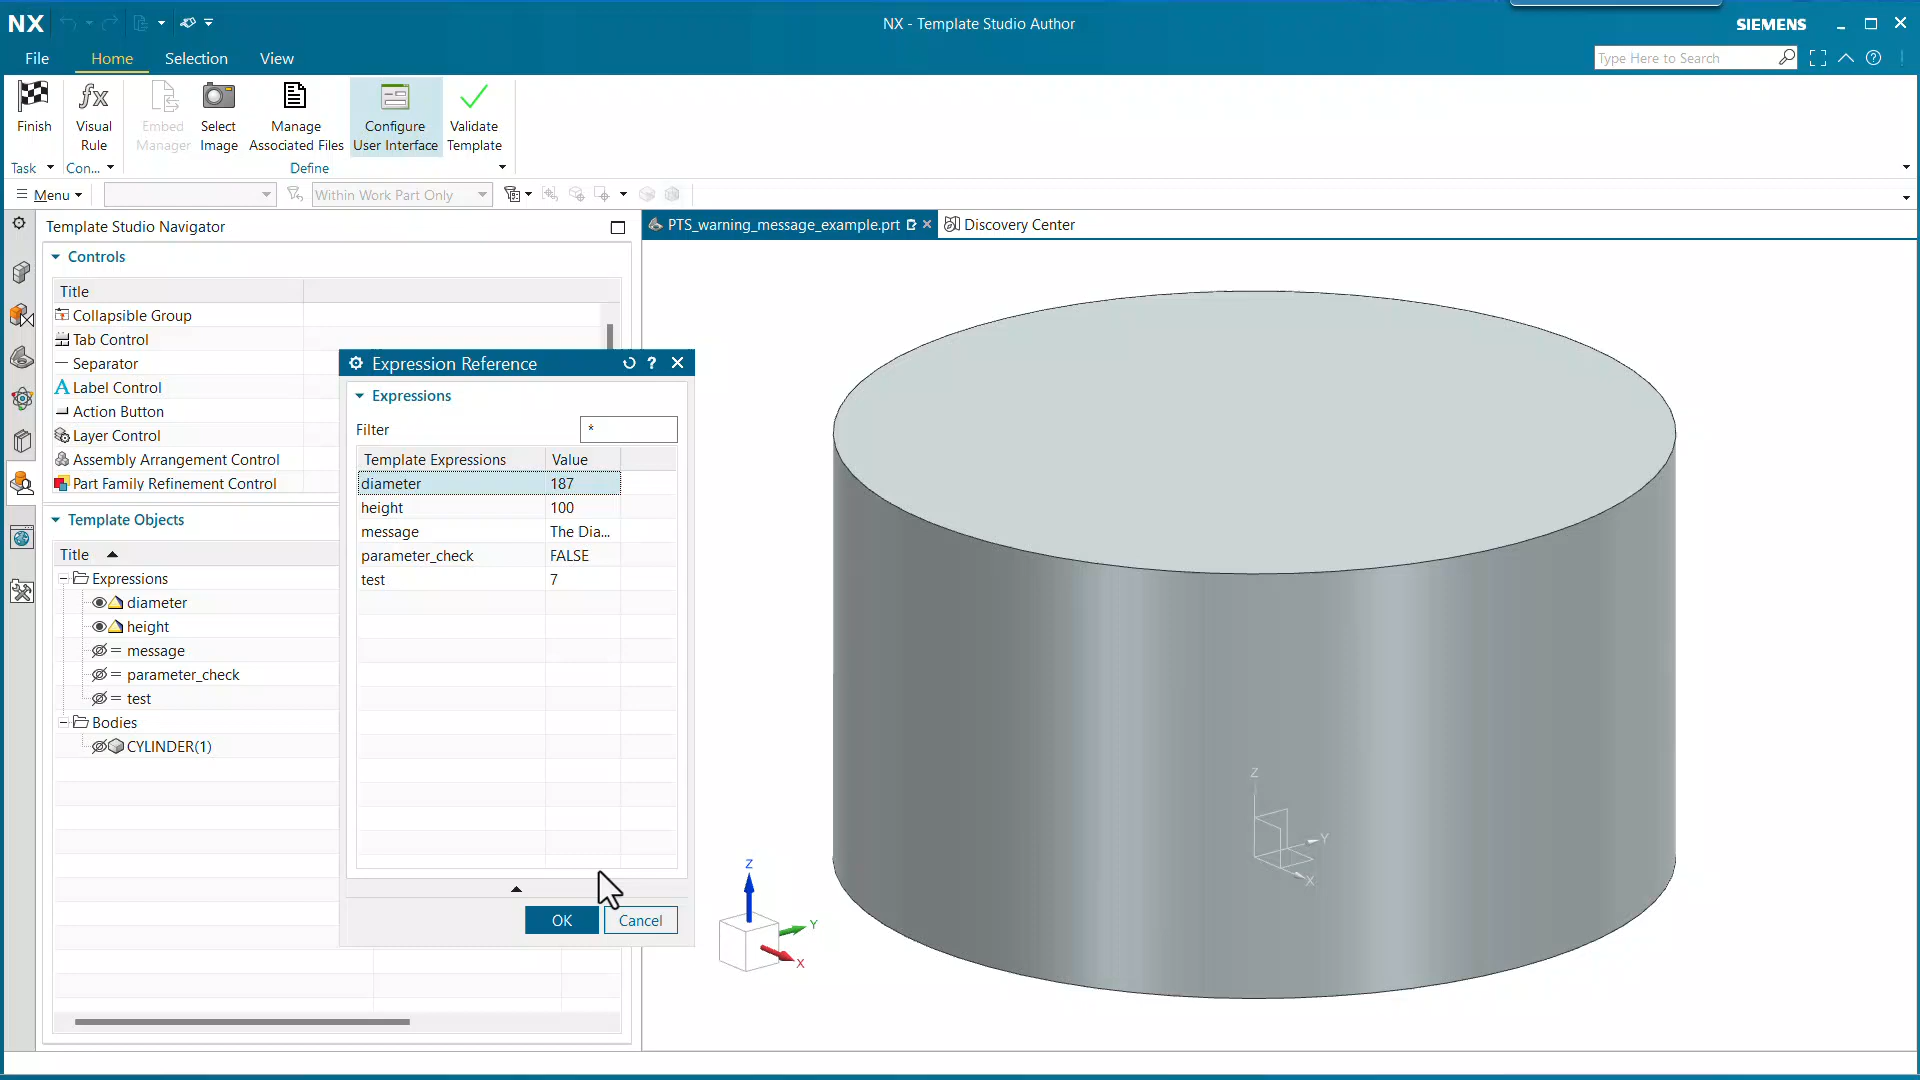 NX
NX - Template Studio Author
SIEMENS
File
Home
Selection
View
Type Here to Search
Finish
Visual
Rule
Embed
Manager
Select
Image
Manage
Associated Files
Configure
User Interface
Validate
Template
Task
Con...
Define
Menu
Within Work Part Only
Template Studio Navigator
PTS_warning_message_example.prt
Discovery Center
Controls
Title
Collapsible Group
Tab Control
Separator
Label Control
Action Button
Layer Control
Assembly Arrangement Control
Part Family Refinement Control
Template Objects
Title
Expressions
diameter
height
message
parameter_check
test
Bodies
CYLINDER(1)
Expression Reference
Expressions
Filter
*
Template Expressions Value
diameter 187
height 100
message The Dia...
parameter_check FALSE
test 7
OK
Cancel
Z
Y
X
Z
Y
X